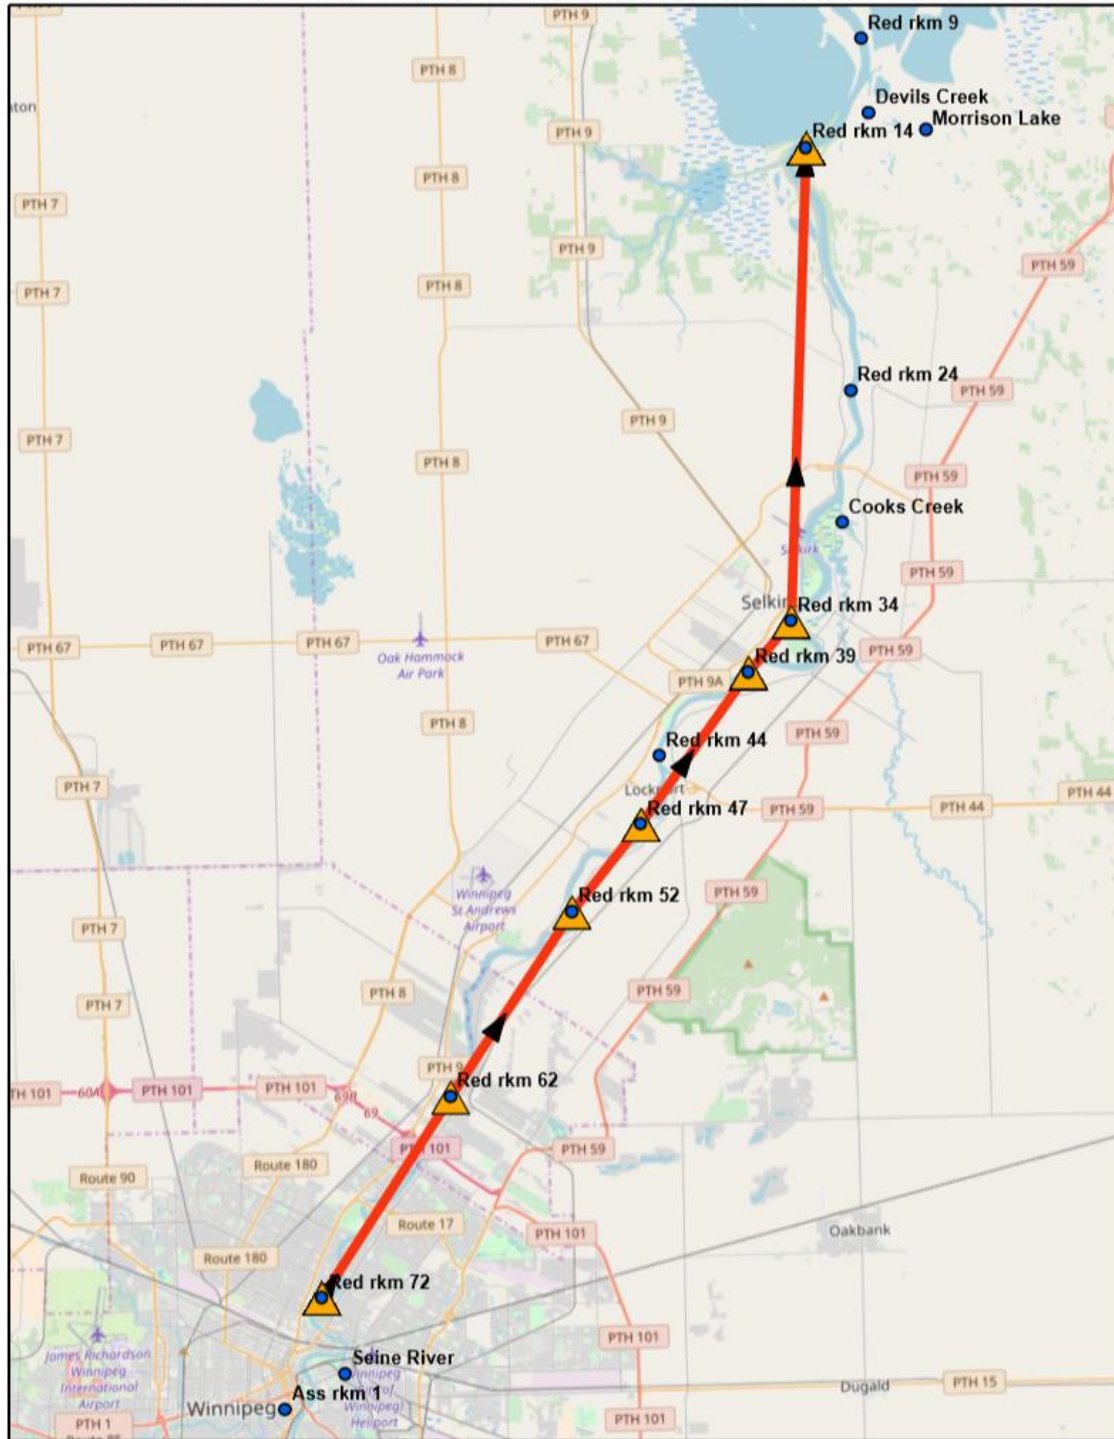 PTH 9
Red rkm 9
PTH 8
Devils Creek
Morrison Lake
Red rkm 14
PTH 9
PTH 8
PTH 7
PTH 9
PTH 59
PTH 8
PTH 7
Red rkm 24
PTH 59
PTH 9
PTH 7
PTH 8
PTH 59
Cooks Creek
PTH 59
Red rkm 34
PTH 67
PTH 67
PTH 67
PTH 67
Oak Hammock
Air Park
PTH 59
Red rkm 39
PTH 9A
PTH 8
PTH 59
Red rkm 44
PTH 7
PTH 44
PTH 44
PTH 59
Red rkm 47
PTH 59
Winnipeg
St Andrews
Airport
Red rkm 52
PTH 7
PTH 59
PTH 8
PTH 7
PTH 9
Red rkm 62
TH 101
60A
PTH 101
PTH 101
69B
69
PTH 101
PTH 59
Route 180
Route 90
Route 17
PTH 101
Oakbank
Route 180
Red rkm 72
PTH 101
James Richardson
Winnipeg
International
Airport
Seine River
Heliport
Dugald
PTH 15
Ass rkm 1
Winnipeg
PTH 101
PTH 1